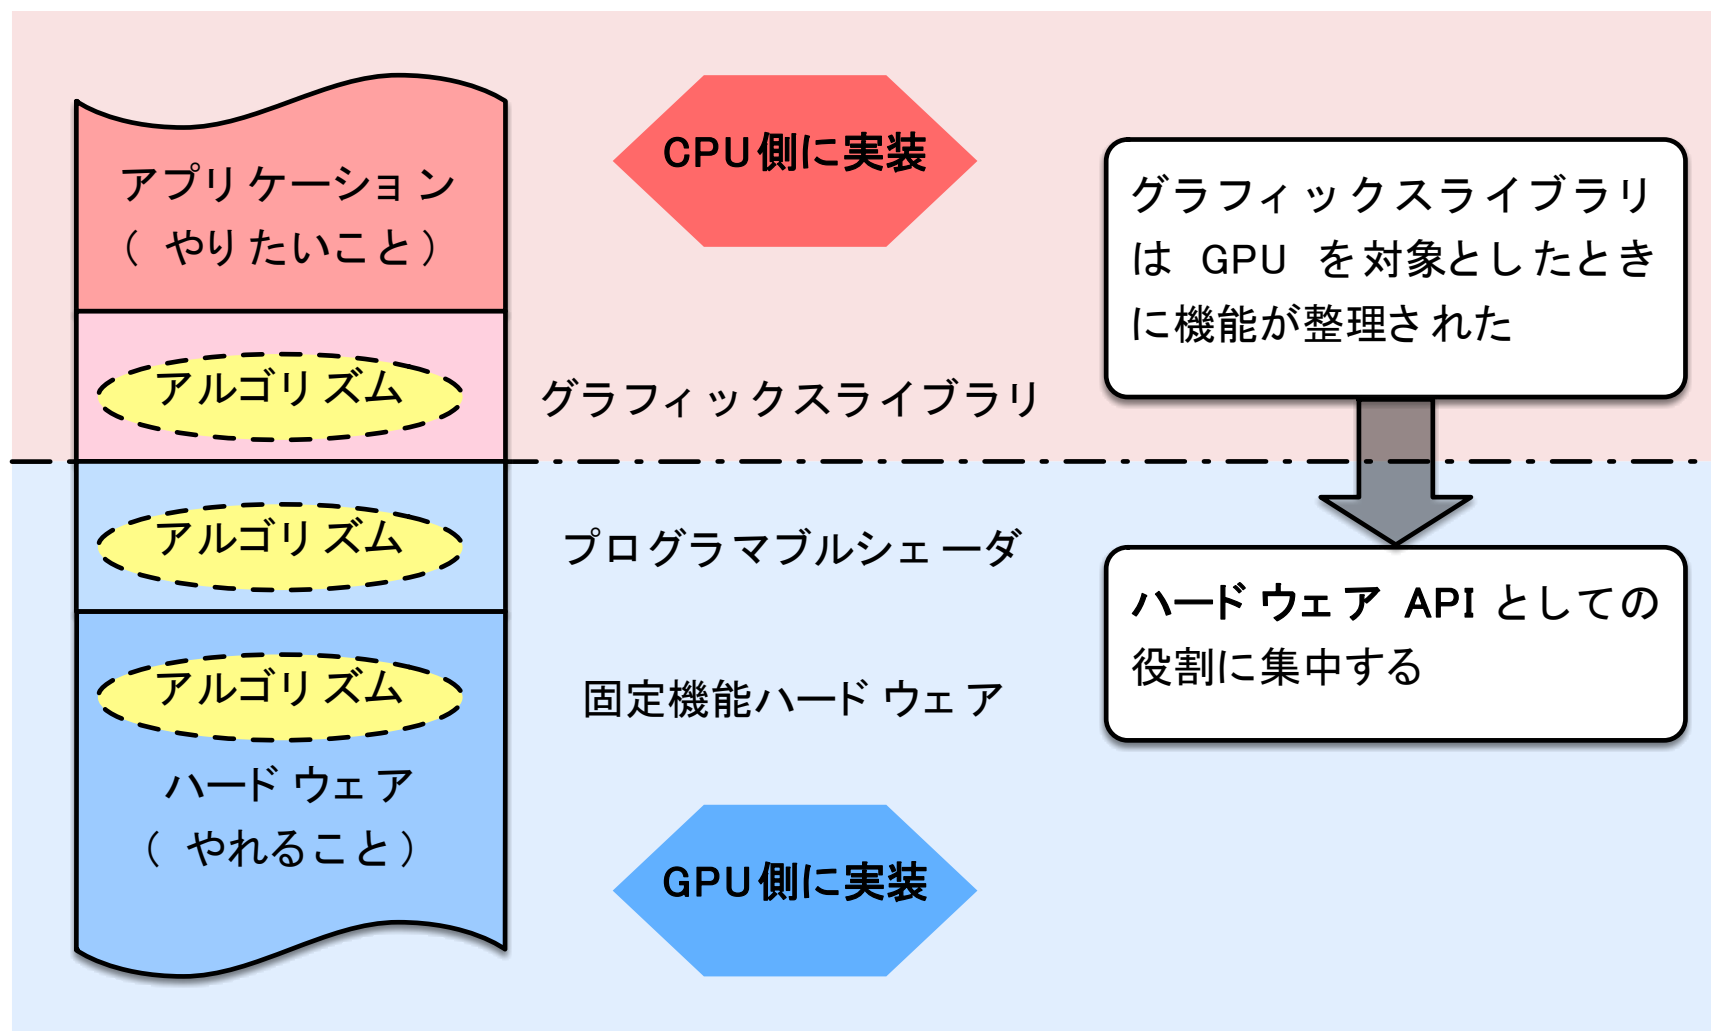 アプリケーション
(やりたいこと)
アルゴリズム
アルゴリズム
アルゴリズム
ハードウェア
(やれること)
CPU側に実装
グラフィックスライブラリ
プログラマブルシェーダ
固定機能ハードウェア
GPU側に実装
グラフィックスライブラリ
は GPU を対象としたとき
に機能が整理された
ハードウェア API としての
役割に集中する